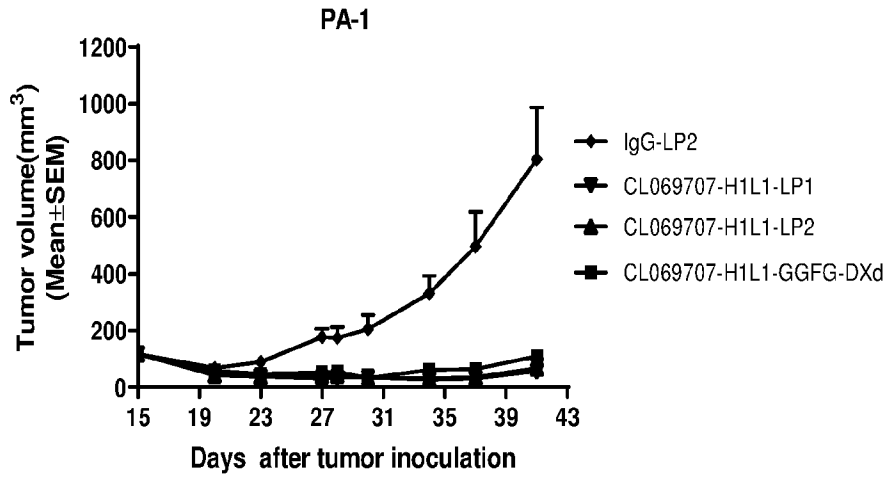 PA-1
Tumor volume(mm³)
(Mean±SEM)
1200
1000
800
600
400
200
0
15 19 23 27 31 35 39 43
Days after tumor inoculation
IgG-LP2
CL069707-H1L1-LP1
CL069707-H1L1-LP2
CL069707-H1L1-GGFG-DXd